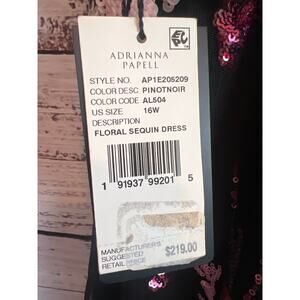 ADRIANNA
PAPELL
STYLE NO. AP1E205209
COLOR DESC PINOTNOIR
COLOR CODE AL504
US SIZE 16W
DESCRIPTION
FLORAL SEQUIN DRESS
1 91937 99201 5
MANUFACTURER'S
SUGGESTED
RETAIL PRICE
$219.00